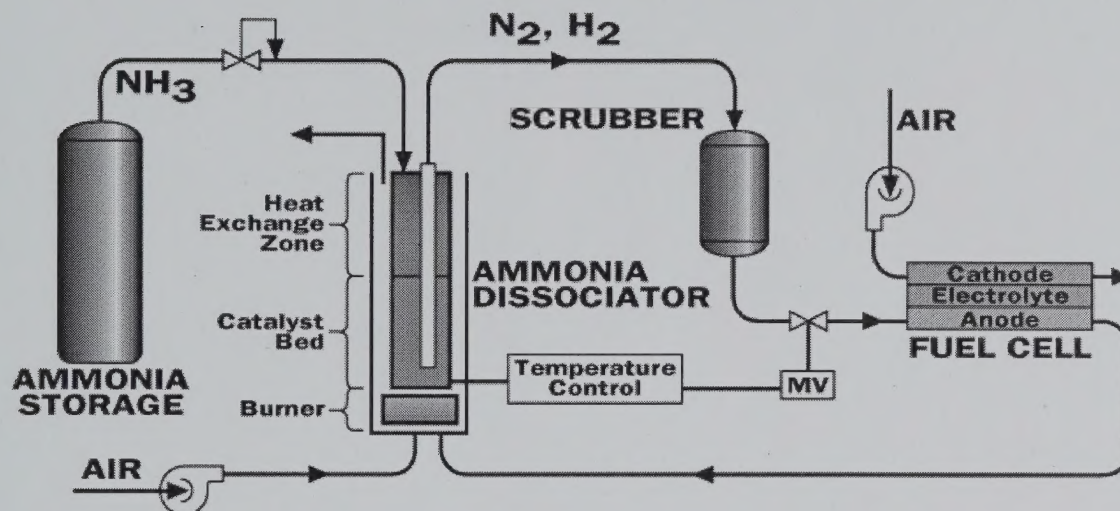 N2, H2
NH3
SCRUBBER
AIR
Heat
Exchange
Zone
AMMONIA
DISSOCIATOR
Cathode
Electrolyte
Anode
FUEL CELL
Catalyst
Bed
Temperature
Control
MV
AMMONIA
STORAGE
Burner
AIR